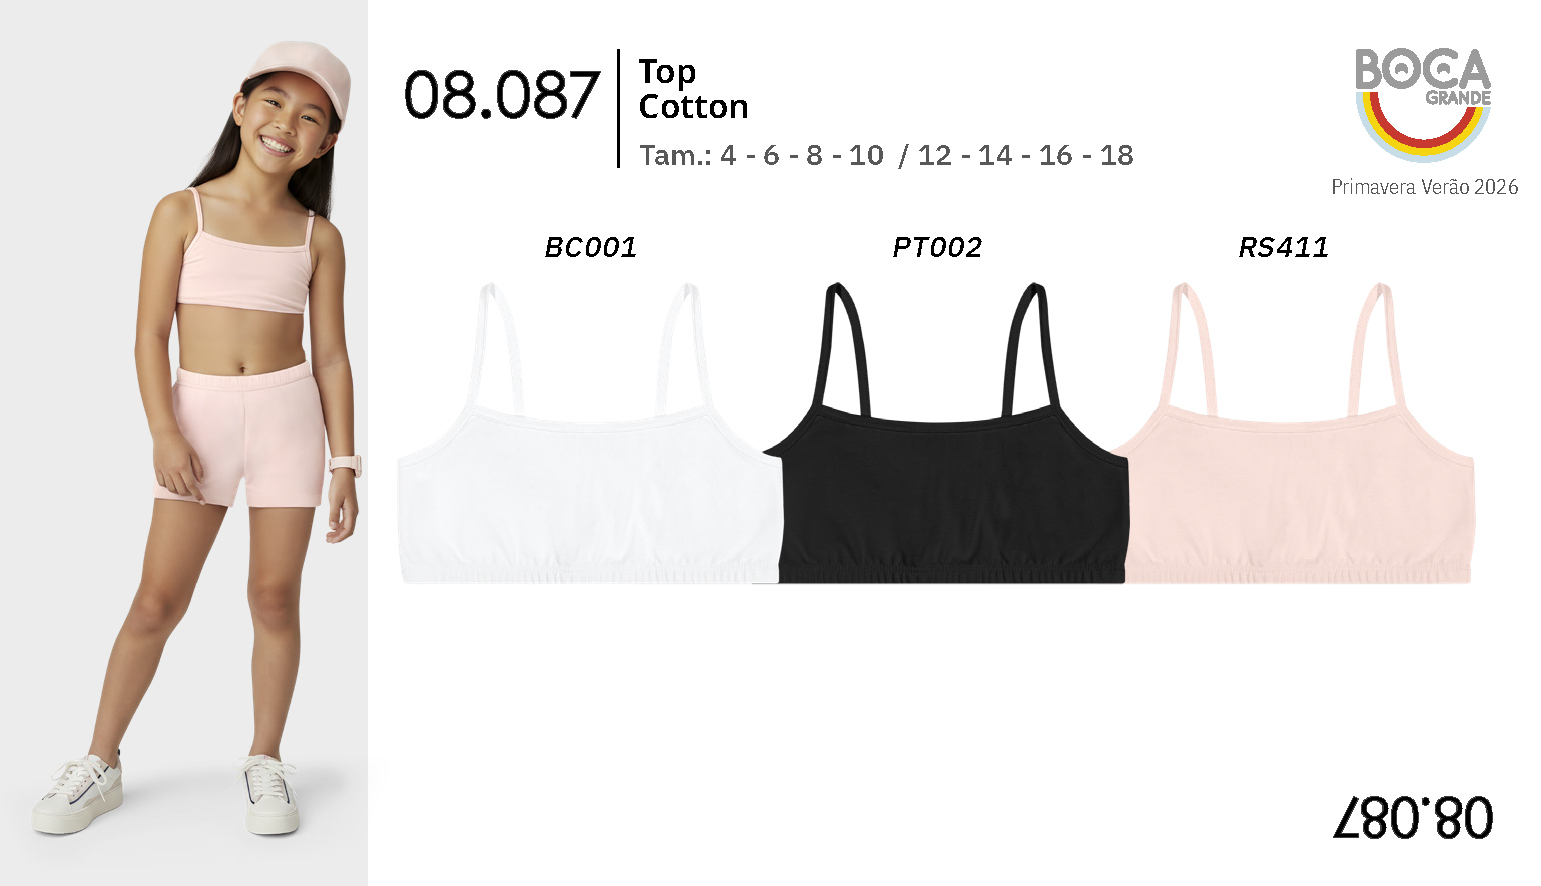 08.087
Top
Cotton
Tam.: 4 - 6 - 8 - 10 / 12 - 14 - 16 - 18
BOCA
GRANDE
Primavera Verão 2026
BC001
PT002
RS411
08.087